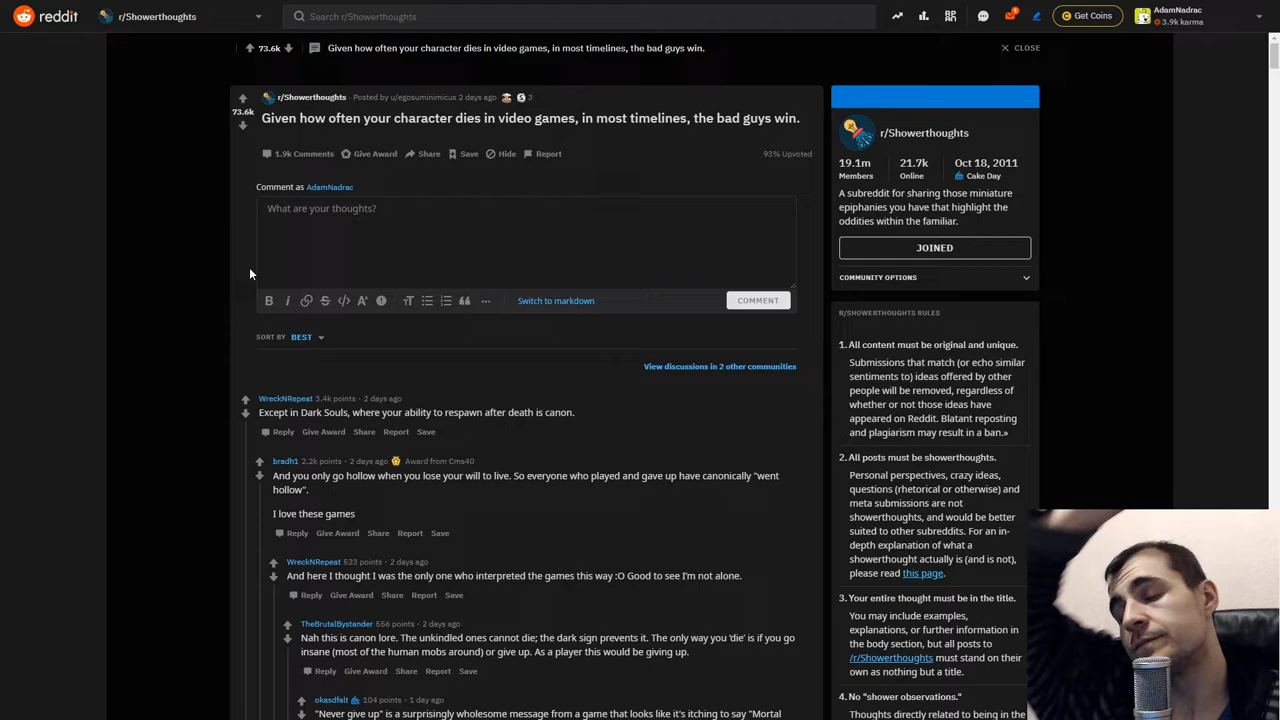 reddit r/Showerthoughts Search r/Showerthoughts Get Coins AdamNadrac
3.9k karma
73.6k Given how often your character dies in video games, in most timelines, the bad guys win. CLOSE
r/Showerthoughts · Posted by u/egosuminimicus 2 days ago 3
73.6k
Given how often your character dies in video games, in most timelines, the bad guys win.
1.9k Comments Give Award Share Save Hide Report 93% Upvoted
Comment as AdamNadrac
What are your thoughts?
Switch to markdown COMMENT
SORT BY BEST
View discussions in 2 other communities
WreckNRepeat 3.4k points · 2 days ago
Except in Dark Souls, where your ability to respawn after death is canon.
Reply Give Award Share Report Save
bradh1 2.2k points · 2 days ago Award from Cms40
And you only go hollow when you lose your will to live. So everyone who played and gave up have canonically "went
hollow".
I love these games
Reply Give Award Share Report Save
WreckNRepeat 523 points · 2 days ago
And here I thought I was the only one who interpreted the games this way :O Good to see I'm not alone.
Reply Give Award Share Report Save
TheBrutalBystander 556 points · 2 days ago
Nah this is canon lore. The unkindled ones cannot die; the dark sign prevents it. The only way you 'die' is if you go
insane (most of the human mobs around) or give up. As a player this would be giving up.
Reply Give Award Share Report Save
okasdfalt 104 points · 1 day ago
"Never give up" is a surprisingly wholesome message from a game that looks like it's itching to say "Mortal
r/Showerthoughts
19.1m 21.7k Oct 18, 2011
Members Online Cake Day
A subreddit for sharing those miniature
epiphanies you have that highlight the
oddities within the familiar.
JOINED
COMMUNITY OPTIONS
R/SHOWERTHOUGHTS RULES
1. All content must be original and unique.
Submissions that match (or echo similar
sentiments to) ideas offered by other
people will be removed, regardless of
whether or not those ideas have
appeared on Reddit. Blatant reposting
and plagiarism may result in a ban.»
2. All posts must be showerthoughts.
Personal perspectives, crazy ideas,
questions (rhetorical or otherwise) and
meta submissions are not
showerthoughts, and would be better
suited to other subreddits. For an in-
depth explanation of what a
showerthought actually is (and is not),
please read this page.
3. Your entire thought must be in the title.
You may include examples,
explanations, or further information in
the body section, but all posts to
/r/Showerthoughts must stand on their
own as nothing but a title.
4. No "shower observations."
Thoughts directly related to being in the